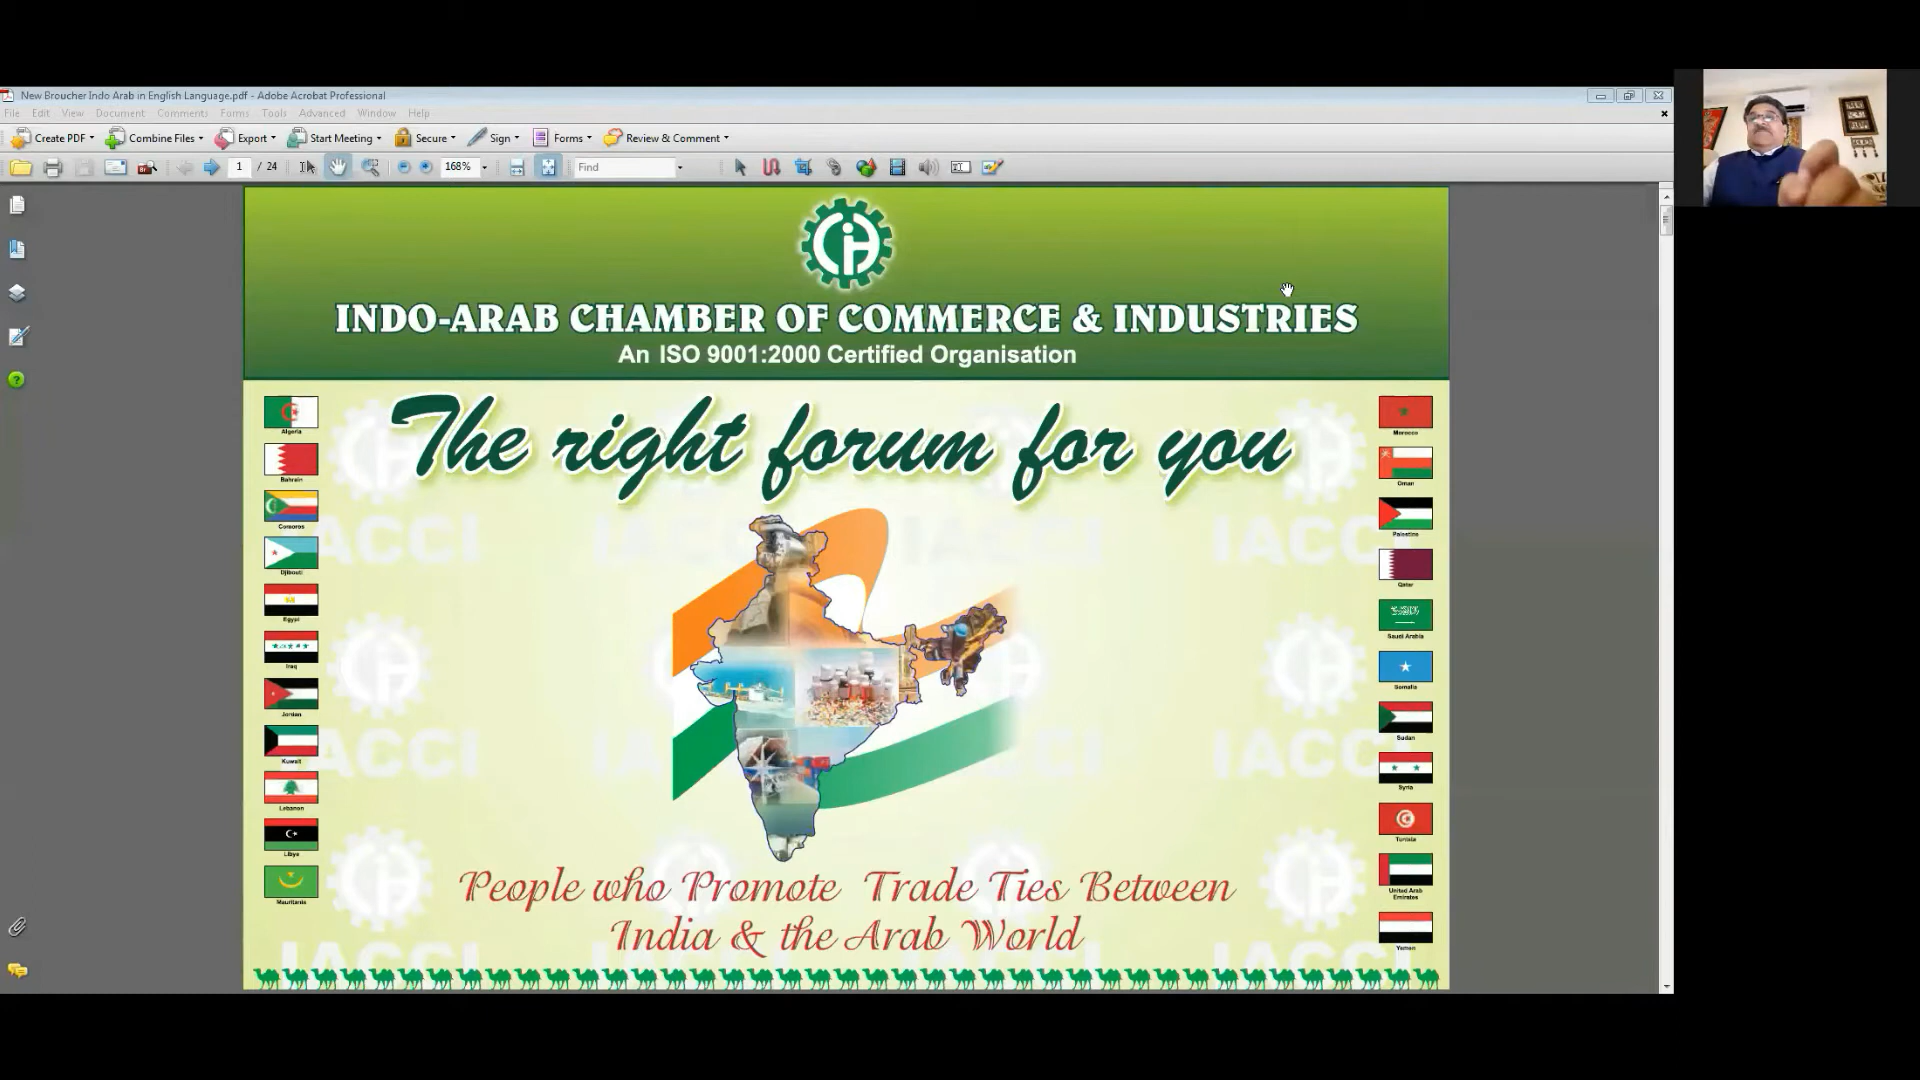 New Broucher Indo Arab in English Language.pdf - Adobe Acrobat Professional
File Edit View Document Comments Forms Tools Advanced Window Help
Create PDF Combine Files Export Start Meeting Secure Sign Forms Review & Comment
1 / 24 168% Find
INDO-ARAB CHAMBER OF COMMERCE & INDUSTRIES
An ISO 9001:2000 Certified Organisation
The right forum for you
Algeria
Bahrain
Comoros
Djibouti
Egypt
Iraq
Jordan
Kuwait
Lebanon
Libya
Mauritania
Morocco
Oman
Palestine
Qatar
Saudi Arabia
Somalia
Sudan
Syria
Tunisia
United Arab
Emirates
Yemen
IACCI
IACCI
IACCI
IACCI
People who Promote Trade Ties Between
India & the Arab World